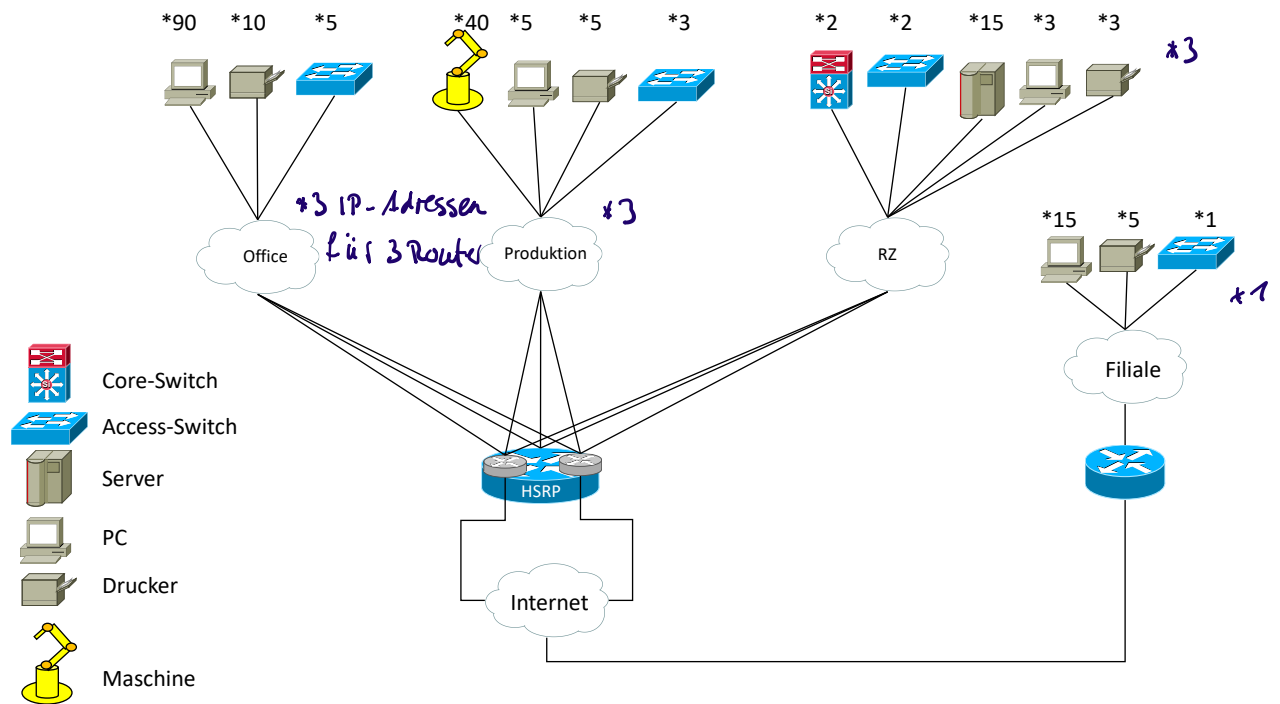 *90 *10 *5
*40 *5 *5 *3
*2 *2 *15 *3 *3
*3
*3 IP-Adressen
für 3 Router
*3
Office
Produktion
RZ
*15 *5 *1
*1
Filiale
Core-Switch
Access-Switch
Server
PC
Drucker
Maschine
HSRP
Internet